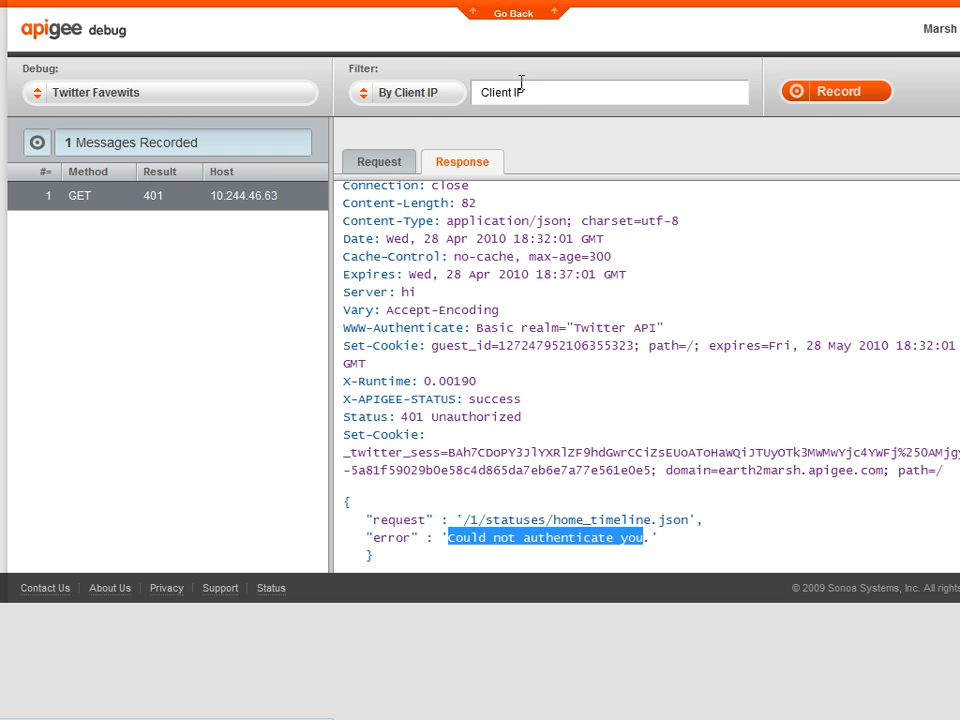 Go Back
apigee debug
Marsh
Debug:
Filter:
Twitter Favewits
By Client IP
Client IP
Record
1 Messages Recorded
Request
Response
#= Method Result Host
1 GET 401 10.244.46.63
Connection: close
Content-Length: 82
Content-Type: application/json; charset=utf-8
Date: Wed, 28 Apr 2010 18:32:01 GMT
Cache-Control: no-cache, max-age=300
Expires: Wed, 28 Apr 2010 18:37:01 GMT
Server: hi
Vary: Accept-Encoding
WWW-Authenticate: Basic realm="Twitter API"
Set-Cookie: guest_id=127247952106355323; path=/; expires=Fri, 28 May 2010 18:32:01
GMT
X-Runtime: 0.00190
X-APIGEE-STATUS: success
Status: 401 Unauthorized
Set-Cookie:
_twitter_sess=BAh7CDoPY3JlYXRlZF9hdGwrCCiZsEUoAToHaWQiJTUyOTk3MWMwYjc4YWFj%250AMJgy
-5a81f59029b0e58c4d865da7eb6e7a77e561e0e5; domain=earth2marsh.apigee.com; path=/
{
"request" : '/1/statuses/home_timeline.json',
"error" : 'Could not authenticate you.'
}
Contact Us About Us Privacy Support Status
© 2009 Sonoa Systems, Inc. All rights